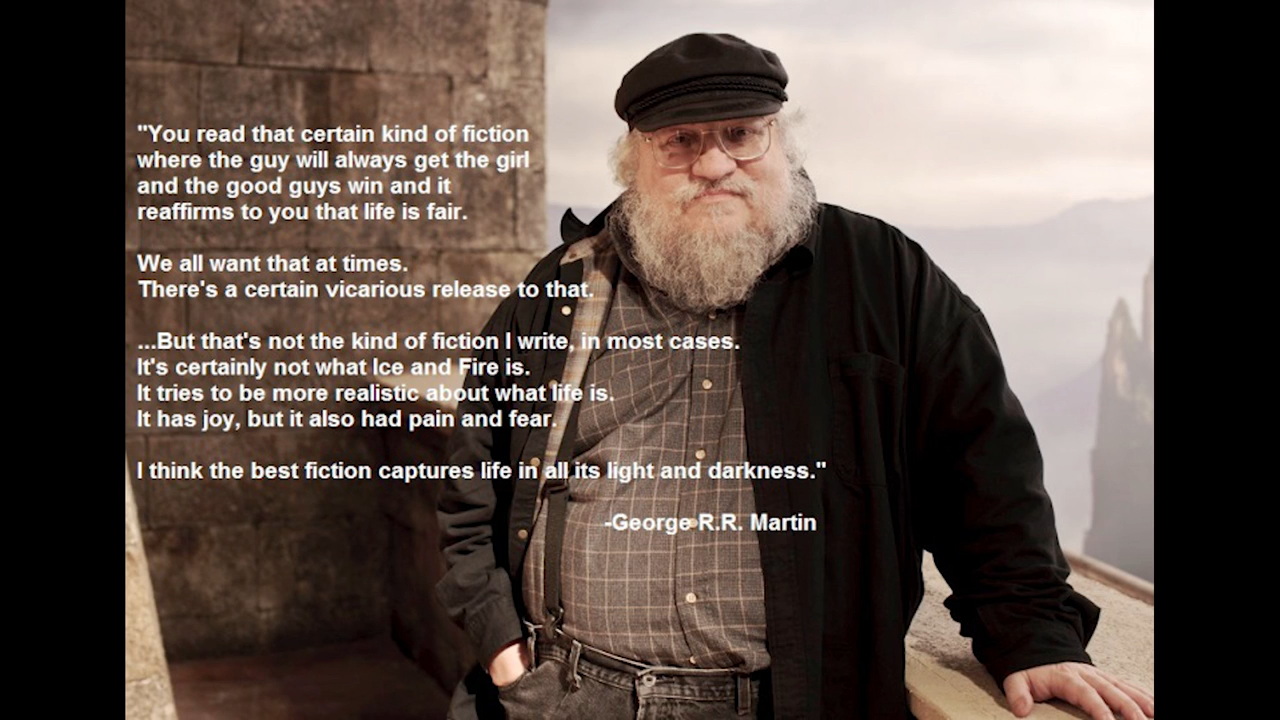 "You read that certain kind of fiction
where the guy will always get the girl
and the good guys win and it
reaffirms to you that life is fair.
We all want that at times.
There's a certain vicarious release to that.
...But that's not the kind of fiction I write, in most cases.
It's certainly not what Ice and Fire is.
It tries to be more realistic about what life is.
It has joy, but it also had pain and fear.
I think the best fiction captures life in all its light and darkness."
-George R.R. Martin